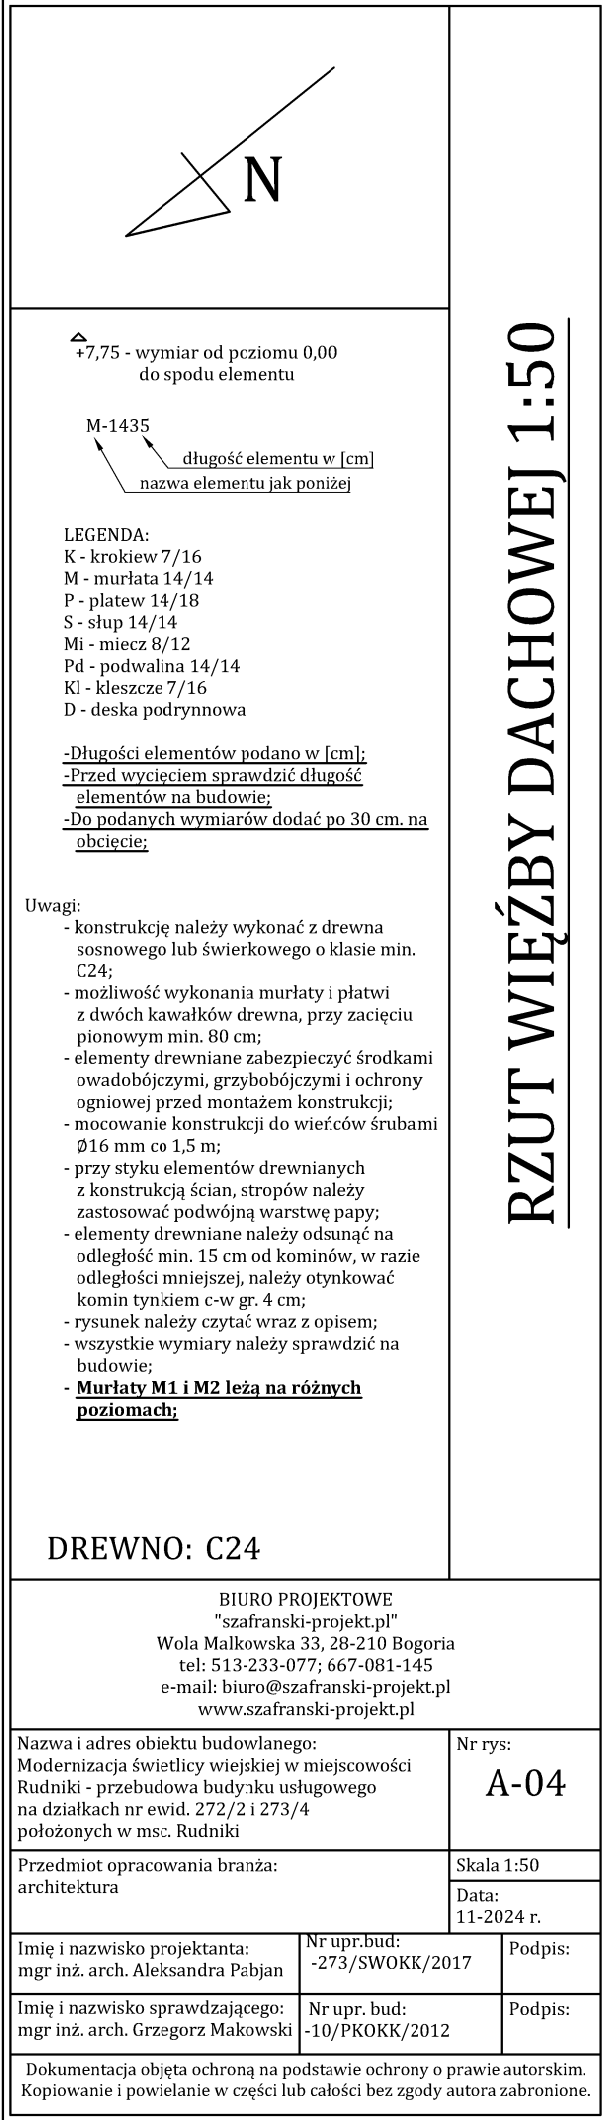 N
+7,75 - wymiar od pcziomu 0,00
do spodu elementu
M-1435
długość elementu w [cm]
nazwa elementu jak poniżej
LEGENDA:
K - krokiew 7/16
M - murłata 14/14
P - platew 14/18
S - słup 14/14
Mi - miecz 8/12
Pd - podwalina 14/14
Kl - kleszcze 7/16
D - deska podrynnowa
-Długości elementów podano w [cm];
-Przed wycięciem sprawdzić długość
elementów na budowie;
-Do podanych wymiarów dodać po 30 cm. na
obcięcie;
Uwagi:
- konstrukcję należy wykonać z drewna
sosnowego lub świerkowego o klasie min.
C24;
- możliwość wykonania murłaty i płatwi
z dwóch kawałków drewna, przy zacięciu
pionowym min. 80 cm;
- elementy drewniane zabezpieczyć środkami
owadobójczymi, grzybobójczymi i ochrony
ogniowej przed montażem konstrukcji;
- mocowanie konstrukcji do wieńców śrubami
Ø16 mm co 1,5 m;
- przy styku elementów drewnianych
z konstrukcją ścian, stropów należy
zastosować podwójną warstwę papy;
- elementy drewniane należy odsunąć na
odległość min. 15 cm od kominów, w razie
odległości mniejszej, należy otynkować
komin tynkiem c-w gr. 4 cm;
- rysunek należy czytać wraz z opisem;
- wszystkie wymiary należy sprawdzić na
budowie;
- Murłaty M1 i M2 leżą na różnych
poziomach;
DREWNO: C24
RZUT WIĘŹBY DACHOWEJ 1:50
BIURO PROJEKTOWE
"szafranski-projekt.pl"
Wola Malkowska 33, 28-210 Bogoria
tel: 513-233-077; 667-081-145
e-mail: biuro@szafranski-projekt.pl
www.szafranski-projekt.pl
Nazwa i adres obiektu budowlanego:
Modernizacja świetlicy wiejskiej w miejscowości
Rudniki - przebudowa budynku usługowego
na działkach nr ewid. 272/2 i 273/4
położonych w msc. Rudniki
Nr rys:
A-04
Przedmiot opracowania branża:
architektura
Skala 1:50
Data:
11-2024 r.
Imię i nazwisko projektanta:
mgr inż. arch. Aleksandra Pabjan
Nr upr.bud:
-273/SWOKK/2017
Podpis:
Imię i nazwisko sprawdzającego:
mgr inż. arch. Grzegorz Makowski
Nr upr. bud:
-10/PKOKK/2012
Podpis:
Dokumentacja objęta ochroną na podstawie ochrony o prawie autorskim.
Kopiowanie i powielanie w części lub całości bez zgody autora zabronione.